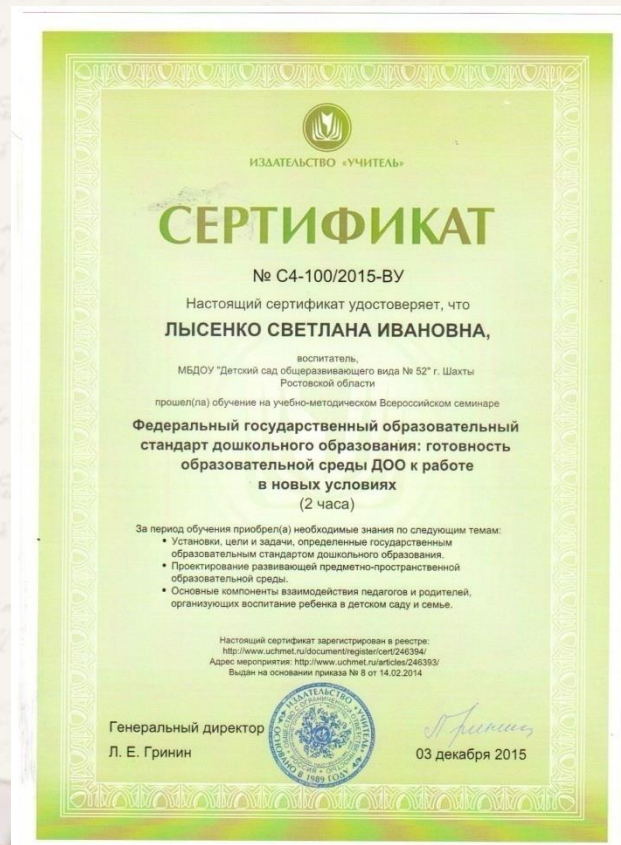 ИЗДАТЕЛЬСТВО «УЧИТЕЛЬ»
СЕРТИФИКАТ
№ С4-100/2015-ВУ
Настоящий сертификат удостоверяет, что
ЛЫСЕНКО СВЕТЛАНА ИВАНОВНА,
воспитатель,
МБДОУ "Детский сад общеразвивающего вида № 52" г. Шахты
Ростовской области
прошел(ла) обучение на учебно-методическом Всероссийском семинаре
Федеральный государственный образовательный
стандарт дошкольного образования: готовность
образовательной среды ДОО к работе
в новых условиях
(2 часа)
За период обучения приобрел(а) необходимые знания по следующим темам:
• Установки, цели и задачи, определенные государственным
образовательным стандартом дошкольного образования.
• Проектирование развивающей предметно-пространственной
образовательной среды.
• Основные компоненты взаимодействия педагогов и родителей,
организующих воспитание ребенка в детском саду и семье.
Настоящий сертификат зарегистрирован в реестре:
http://www.uchmet.ru/document/register/cert/246394/
Адрес мероприятия: http://www.uchmet.ru/articles/246393/
Выдан на основании приказа № 8 от 14.02.2014
ИЗДАТЕЛЬСТВО «УЧИТЕЛЬ»
ОСНОВАНО В 1989 ГОДУ
Генеральный директор
Л. Е. Гринин
03 декабря 2015